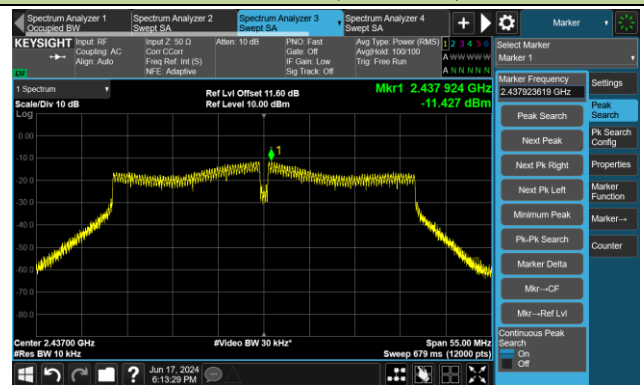 Spectrum Analyzer 1
Occupied BW
Spectrum Analyzer 2
Swept SA
Spectrum Analyzer 3
Swept SA
Spectrum Analyzer 4
Swept SA
Marker
KEYSIGHT
Input: RF
Coupling: AC
Align: Auto
Input Z: 50 Ω
Corr CCorr
Freq Ref: Int (S)
NFE: Adaptive
Atten: 10 dB
PNO: Fast
Gate: Off
IF Gain: Low
Sig Track: Off
Avg Type: Power (RMS)
Avg|Hold: 100/100
Trig: Free Run
1 2 3 4 5 6
A W W W W W
A N N N N N
Select Marker
Marker 1
1 Spectrum
Scale/Div 10 dB
Log
Ref Lvl Offset 11.60 dB
Ref Level 10.00 dBm
Mkr1 2.437 924 GHz
-11.427 dBm
0.00
-10.0
-20.0
-30.0
-40.0
-50.0
-60.0
-70.0
-80.0
1
Center 2.43700 GHz
#Res BW 10 kHz
#Video BW 30 kHz*
Span 55.00 MHz
Sweep 679 ms (12000 pts)
Marker Frequency
2.437923619 GHz
Peak Search
Next Peak
Next Pk Right
Next Pk Left
Minimum Peak
Pk-Pk Search
Marker Delta
Mkr→CF
Mkr→Ref Lvl
Continuous Peak
Search
On
Off
Settings
Peak
Search
Pk Search
Config
Properties
Marker
Function
Marker→
Counter
Jun 17, 2024
6:13:29 PM